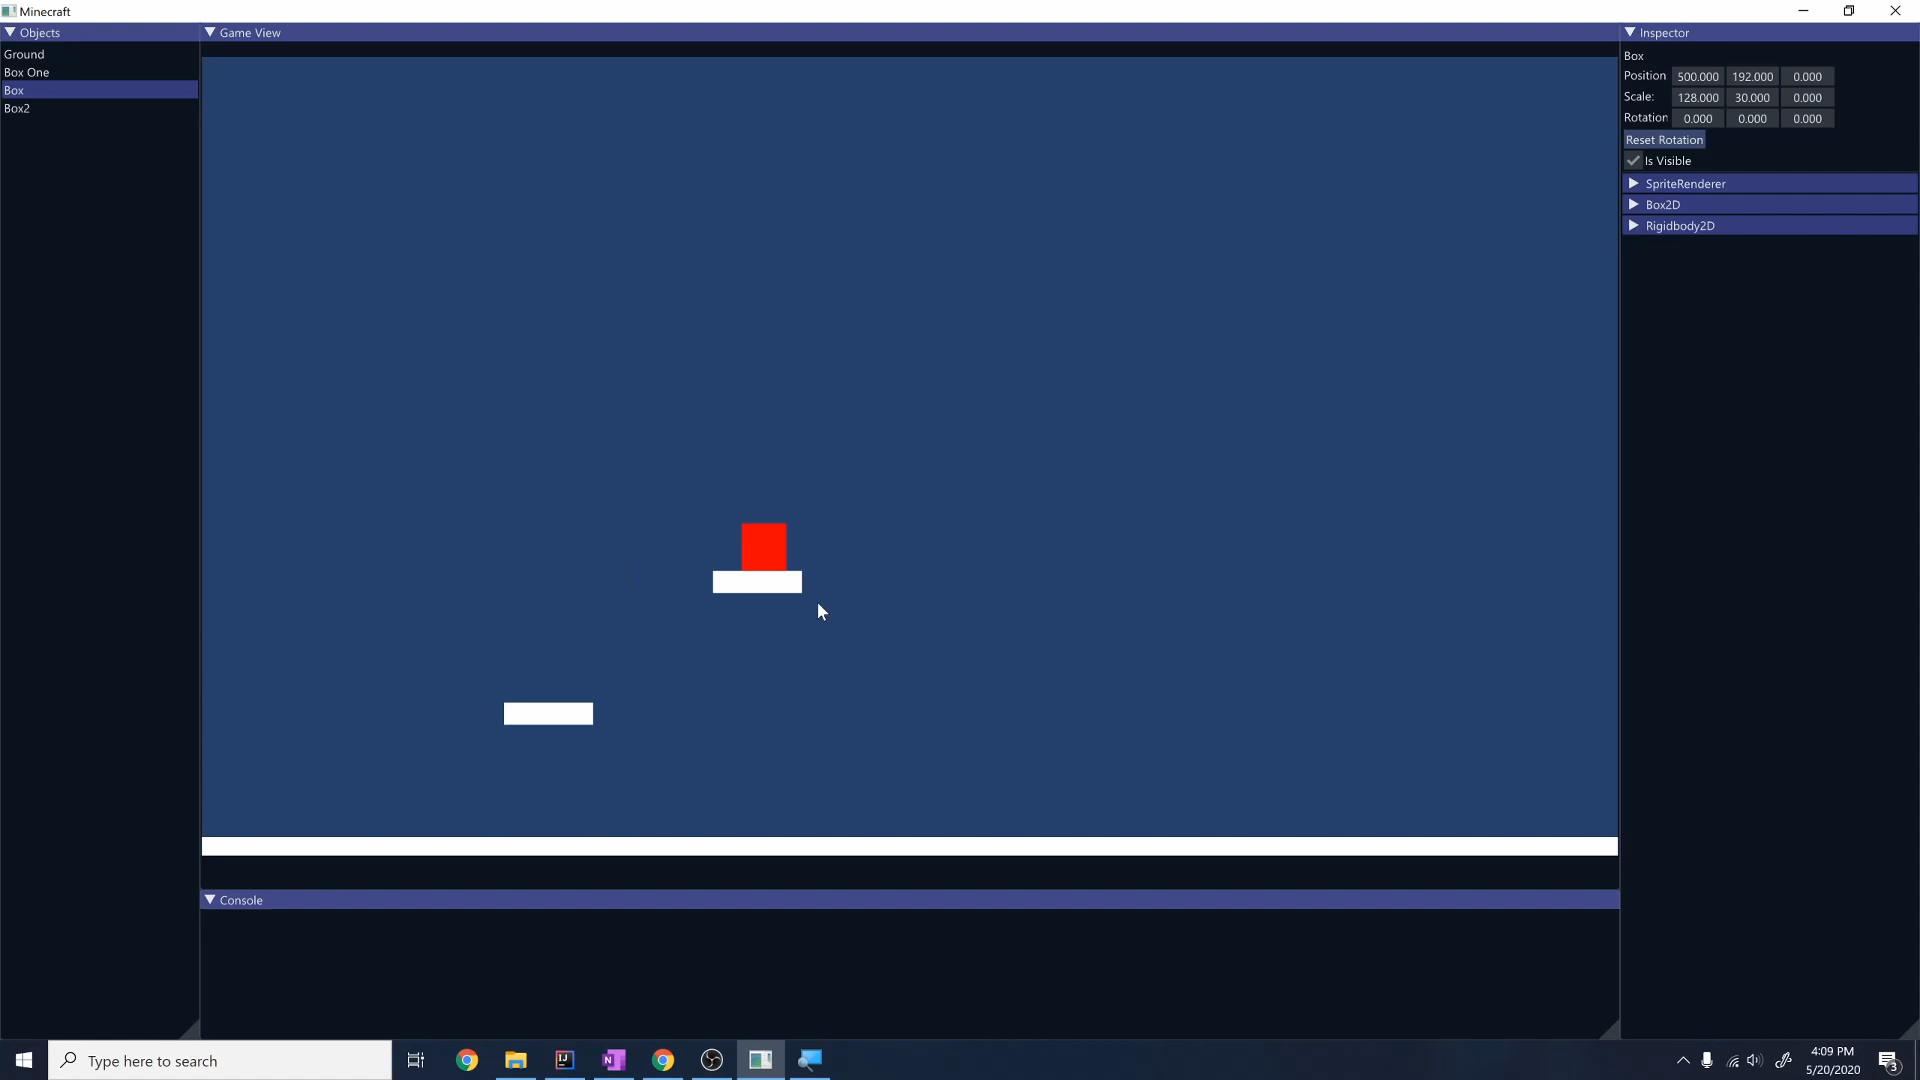 Minecraft
Objects
Ground
Box One
Box
Box2
Game View
Console
Inspector
Box
Position 500.000 192.000 0.000
Scale: 128.000 30.000 0.000
Rotation 0.000 0.000 0.000
Reset Rotation
Is Visible
SpriteRenderer
Box2D
Rigidbody2D
Type here to search
IJ
N
4:09 PM
5/20/2020
3